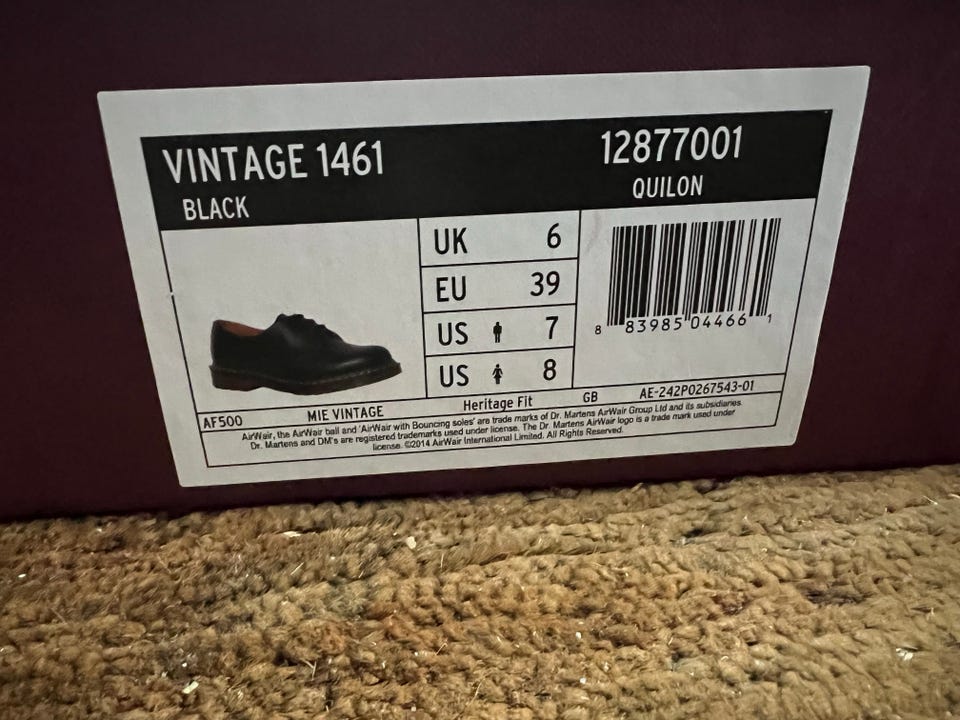 VINTAGE 1461
BLACK
12877001
QUILON
UK 6
EU 39
US 7
US 8
8 83985 04466 1
AF500 MIE VINTAGE Heritage Fit GB AE-242P0267543-01
AirWair, the AirWair ball and 'AirWair with Bouncing soles' are trade marks of Dr. Martens AirWair Group Ltd and its subsidiaries.
Dr. Martens and DM's are registered trademarks used under license. The Dr. Martens AirWair logo is a trade mark used under
license. ©2014 AirWair International Limited. All Rights Reserved.